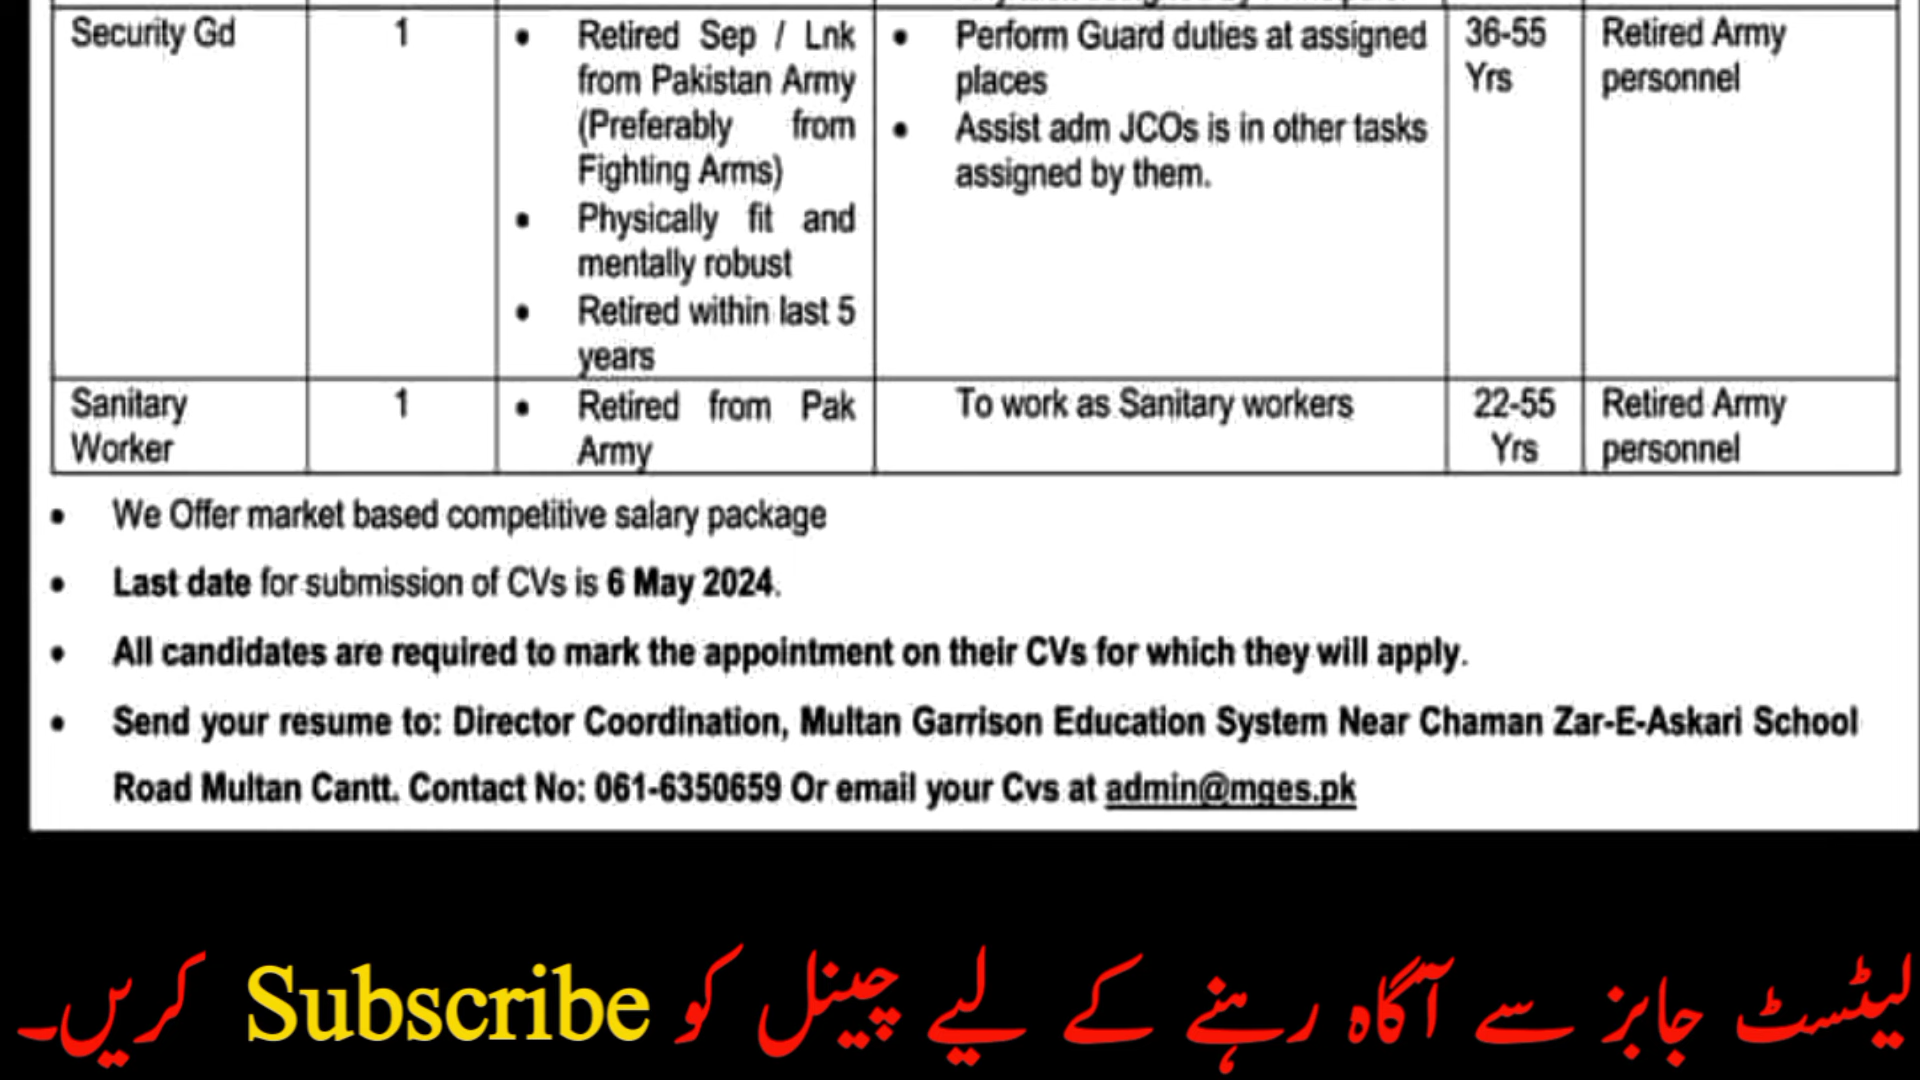 Security Gd
1
• Retired Sep / Lnk
from Pakistan Army
(Preferably from
Fighting Arms)
• Physically fit and
mentally robust
• Retired within last 5
years
• Perform Guard duties at assigned
places
• Assist adm JCOs is in other tasks
assigned by them.
36-55
Yrs
Retired Army
personnel
Sanitary
Worker
1
• Retired from Pak
Army
To work as Sanitary workers
22-55
Yrs
Retired Army
personnel
• We Offer market based competitive salary package
• Last date for submission of CVs is 6 May 2024.
• All candidates are required to mark the appointment on their CVs for which they will apply.
• Send your resume to: Director Coordination, Multan Garrison Education System Near Chaman Zar-E-Askari School
Road Multan Cantt. Contact No: 061-6350659 Or email your Cvs at admin@mges.pk
لیٹسٹ جابز سے آگاہ رہنے کے لیے چینل کو Subscribe کریں۔